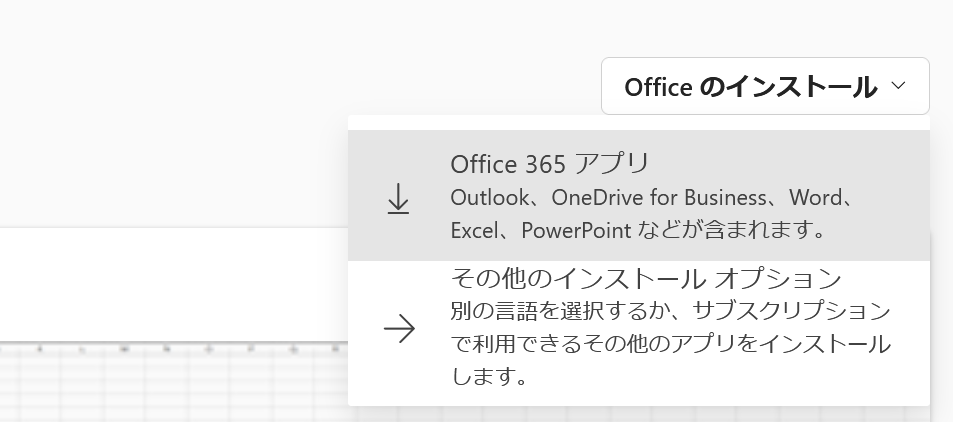 Office のインストール
Office 365 アプリ
Outlook、OneDrive for Business、Word、
Excel、PowerPoint などが含まれます。
その他のインストール オプション
別の言語を選択するか、サブスクリプション
で利用できるその他のアプリをインストール
します。